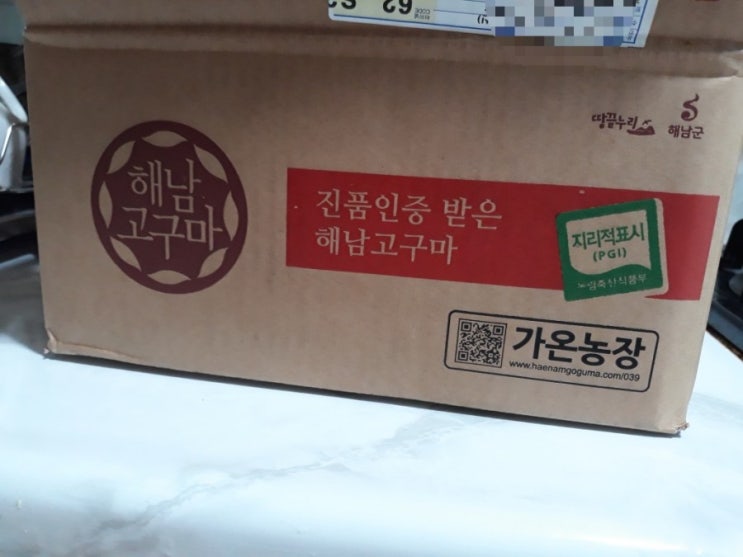 62
땅끝누리
해남군
해남
고구마
진품인증 받은
해남고구마
지리적표시
(PGI)
농림축산식품부
가온농장
www.haenamgoguma.com/039